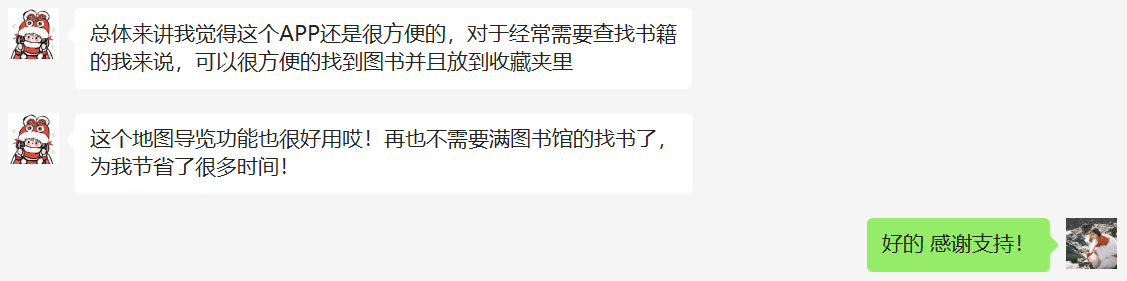 总体来讲我觉得这个APP还是很方便的，对于经常需要查找书籍
的我来说，可以很方便的找到图书并且放到收藏夹里
这个地图导览功能也很好用哎！再也不需要满图书馆的找书了，
为我节省了很多时间！
好的 感谢支持！